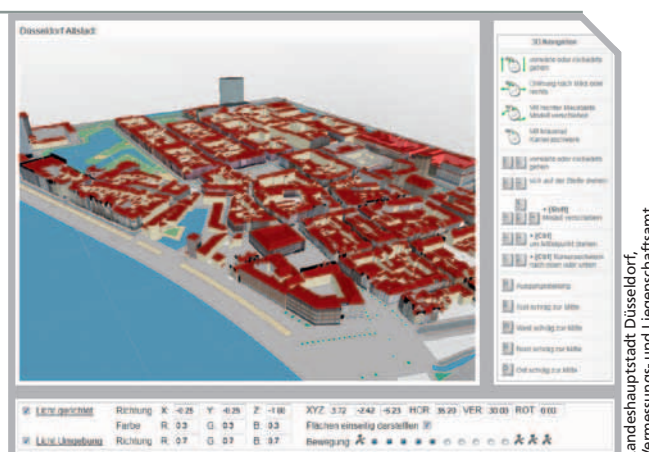 Düsseldorf Altstadt
3D Navigation
vorwärts oder rückwärts
gehen
Drehung nach links oder
rechts
Mit rechter Maustaste
Modell verschieben
Mit Mausrad
Kameraschwenk
vorwärts oder rückwärts
gehen
sich auf der Stelle drehen
+ [Shift]
Modell verschieben
+ [Ctrl]
um Mittelpunkt drehen
+ [Ctrl] Kameraschwenk
nach oben oder unten
Ausgangsstellung
Süd schräg zur Mitte
West schräg zur Mitte
Nord schräg zur Mitte
Ost schräg zur Mitte
Licht gerichtet Richtung X: -0.25 Y: -0.25 Z: -1.00 XYZ 3.72 -2.42 -5.23 HOR 36.20 VER 30.00 ROT 0.00
Farbe R: 0.3 G: 0.3 B: 0.3 Flächen einseitig darstellen
Licht Umgebung Richtung R: 0.7 G: 0.7 B: 0.7 Bewegung
andeshauptstadt Düsseldorf,
Vermessungs- und Liegenschaftsamt